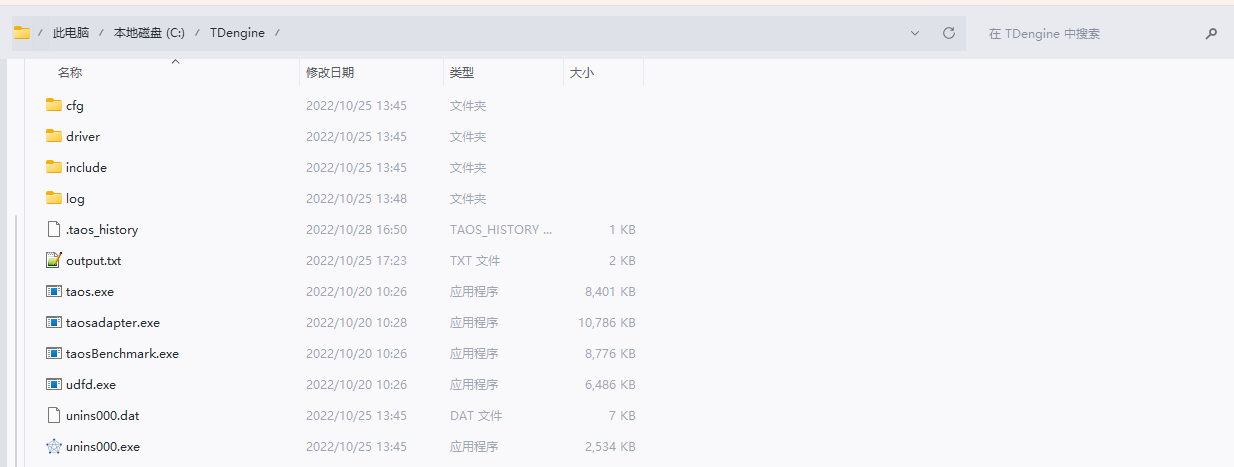 / 此电脑 / 本地磁盘 (C:) / TDengine / 在 TDengine 中搜索
名称 修改日期 类型 大小
cfg 2022/10/25 13:45 文件夹
driver 2022/10/25 13:45 文件夹
include 2022/10/25 13:45 文件夹
log 2022/10/25 13:48 文件夹
.taos_history 2022/10/28 16:50 TAOS_HISTORY ... 1 KB
output.txt 2022/10/25 17:23 TXT 文件 2 KB
taos.exe 2022/10/20 10:26 应用程序 8,401 KB
taosadapter.exe 2022/10/20 10:28 应用程序 10,786 KB
taosBenchmark.exe 2022/10/20 10:26 应用程序 8,776 KB
udfd.exe 2022/10/20 10:26 应用程序 6,486 KB
unins000.dat 2022/10/25 13:45 DAT 文件 7 KB
unins000.exe 2022/10/25 13:45 应用程序 2,534 KB